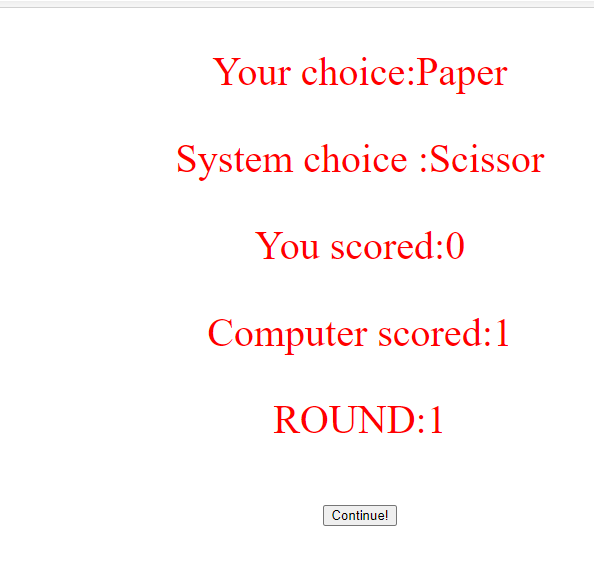 Your choice:Paper
System choice :Scissor
You scored:0
Computer scored:1
ROUND:1
Continue!